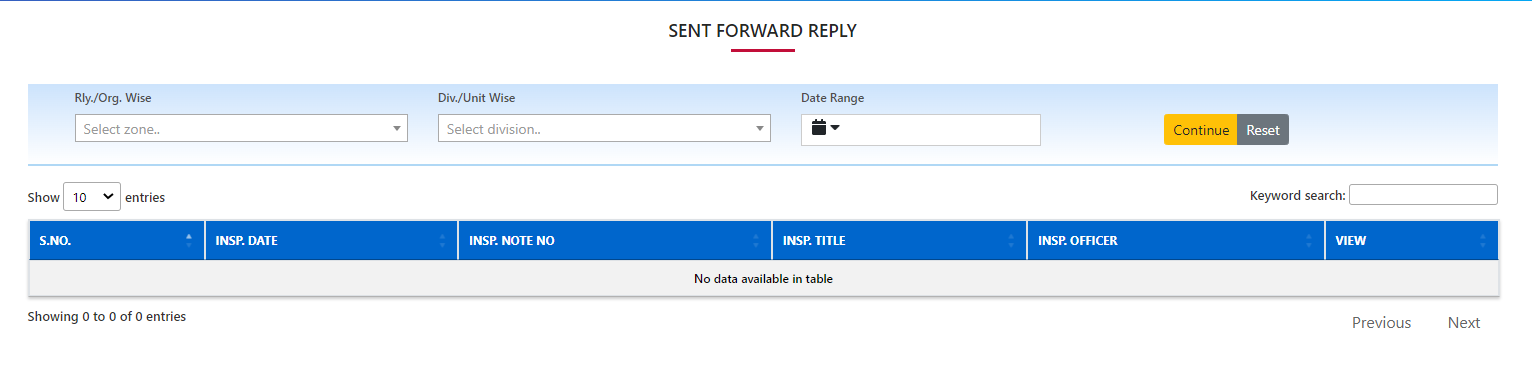 SENT FORWARD REPLY
Rly./Org. Wise Div./Unit Wise Date Range
Select zone.. Select division.. Continue Reset
Show 10 entries Keyword search:
S.NO. INSP. DATE INSP. NOTE NO INSP. TITLE INSP. OFFICER VIEW
No data available in table
Showing 0 to 0 of 0 entries
Previous Next